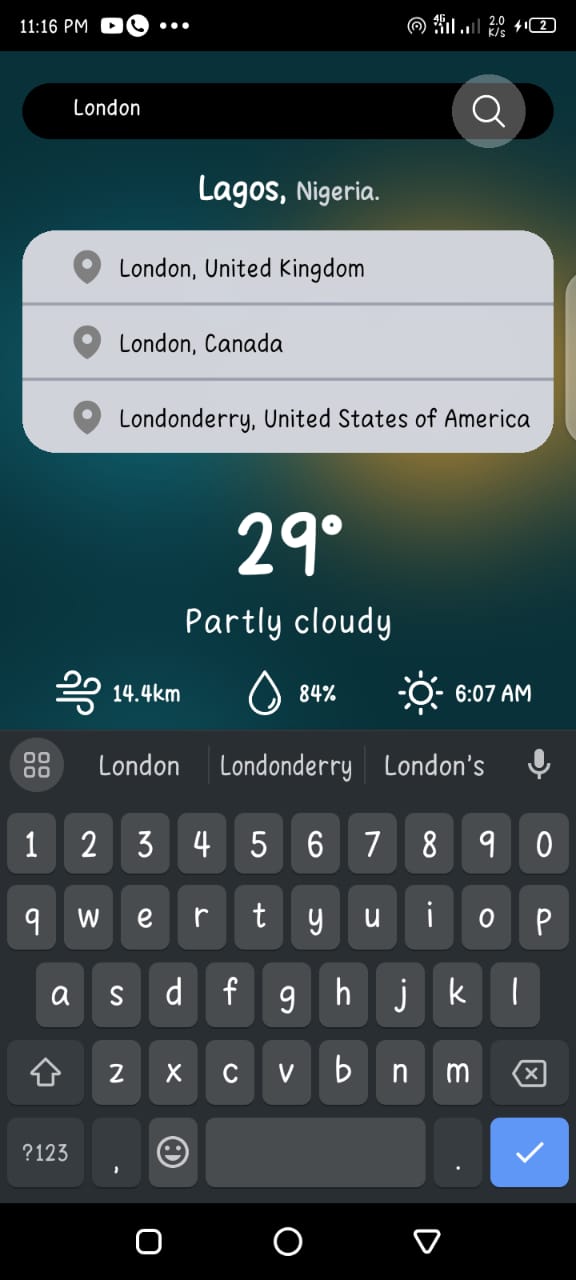 11:16 PM 4G 2.0 K/s 2
London
Lagos, Nigeria.
London, United Kingdom
London, Canada
Londonderry, United States of America
29°
Partly cloudy
14.4km 84% 6:07 AM
London Londonderry London's
1 2 3 4 5 6 7 8 9 0
q w e r t y u i o p
a s d f g h j k l
z x c v b n m
?123 , .